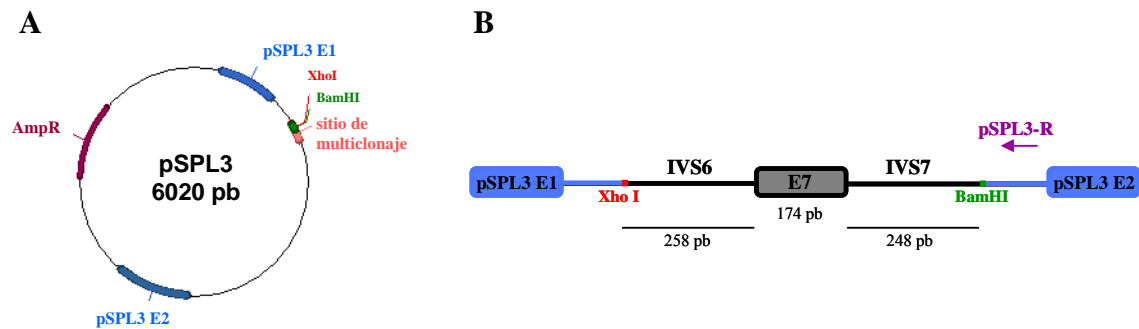 A
pSPL3 E1
XhoI
BamHI
sitio de
multiclonaje
AmpR
pSPL3
6020 pb
pSPL3 E2
B
pSPL3-R
pSPL3 E1
IVS6
E7
IVS7
pSPL3 E2
Xho I
BamHI
174 pb
258 pb
248 pb